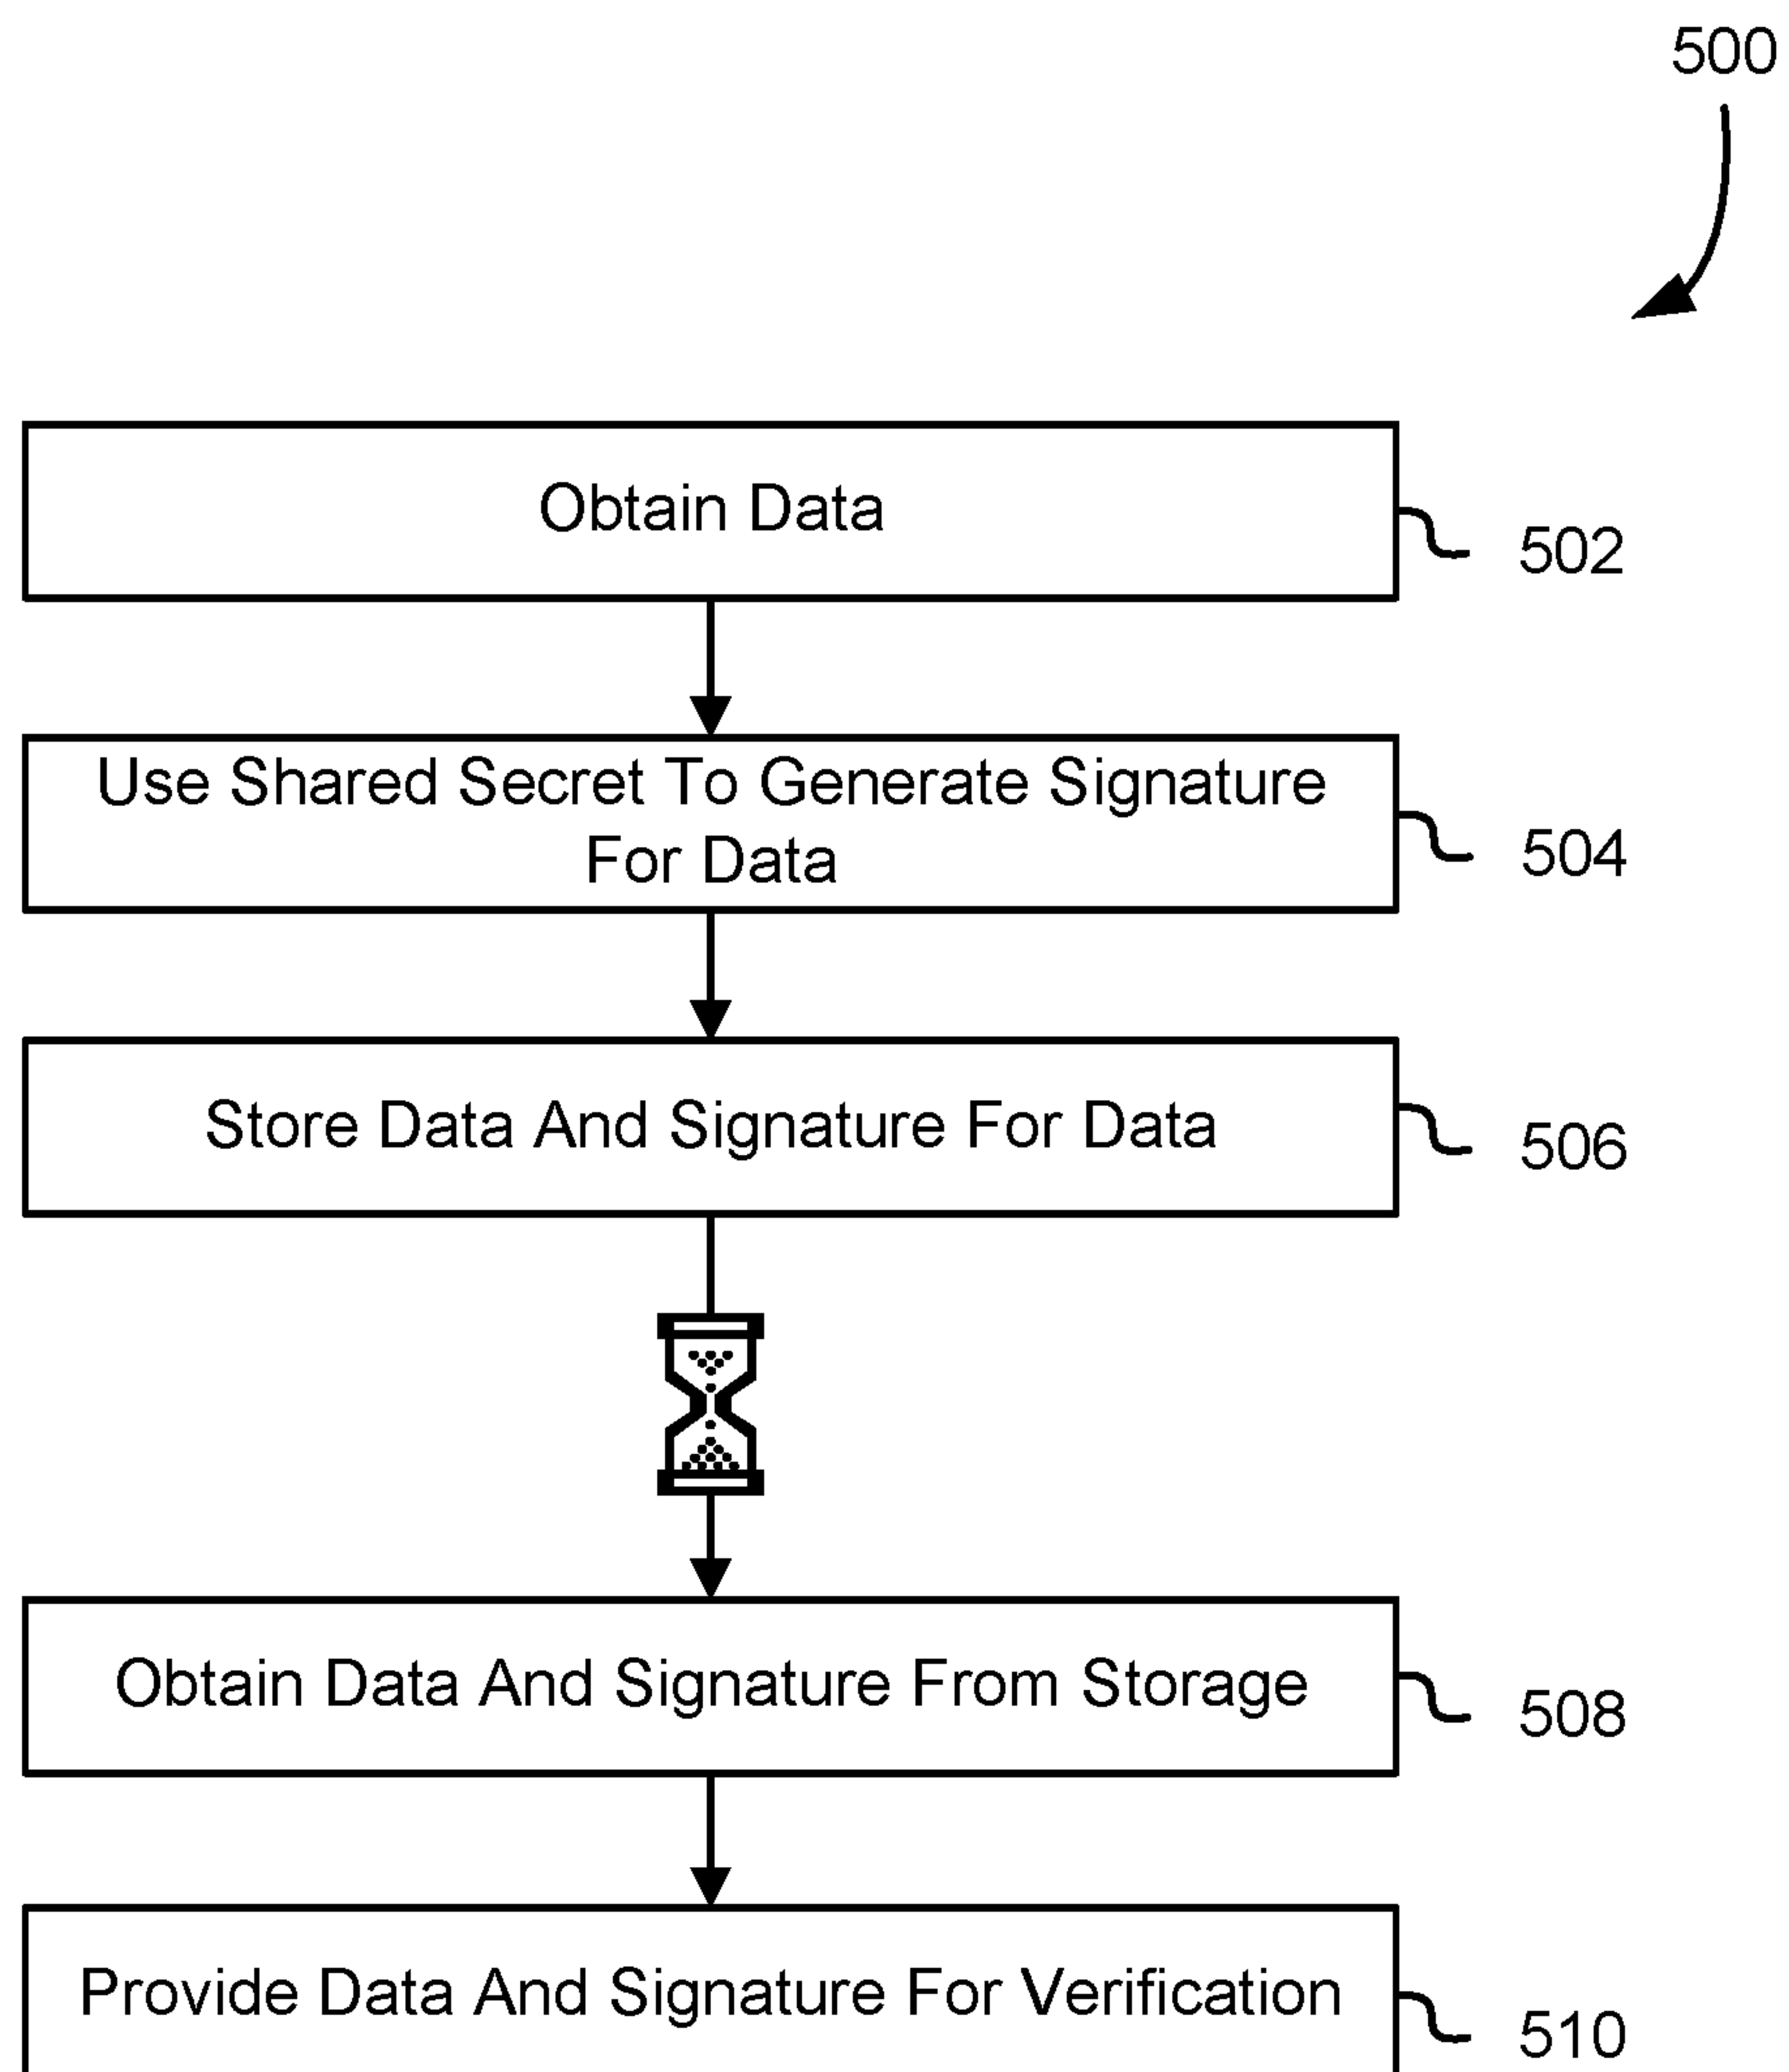 500
Obtain Data
502
Use Shared Secret To Generate Signature
For Data
504
Store Data And Signature For Data
506
Obtain Data And Signature From Storage
508
Provide Data And Signature For Verification
510